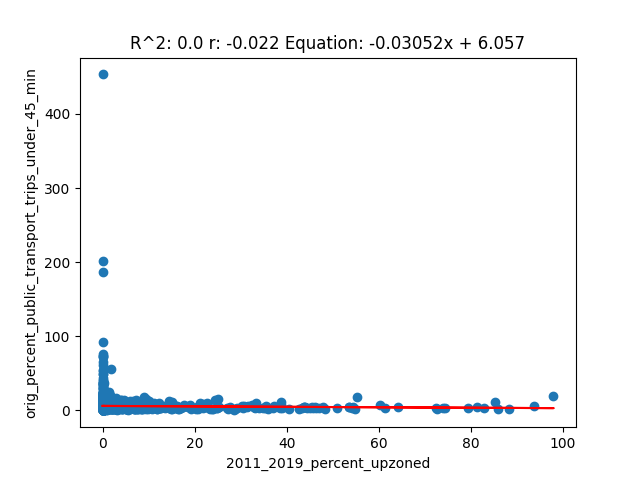 R^2: 0.0 r: -0.022 Equation: -0.03052x + 6.057
orig_percent_public_transport_trips_under_45_min
400
300
200
100
0
0 20 40 60 80 100
2011_2019_percent_upzoned